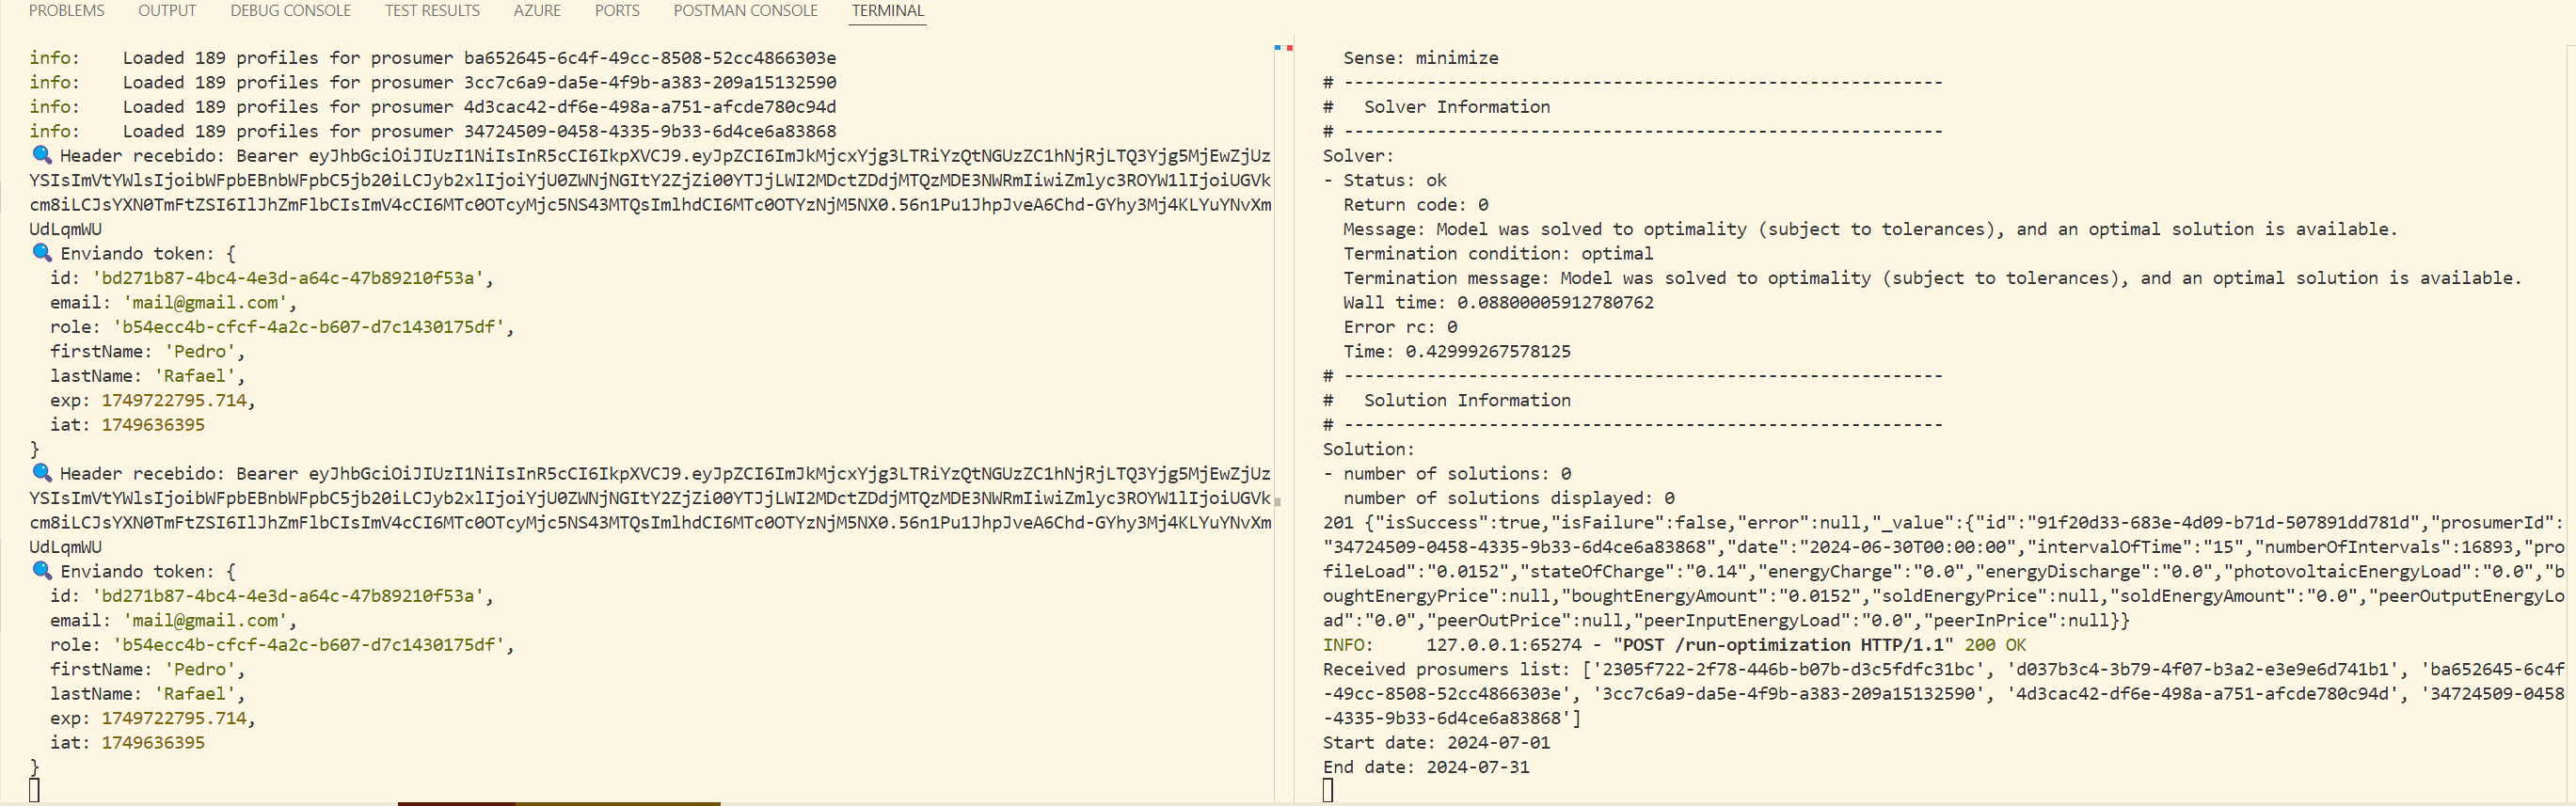 PROBLEMS OUTPUT DEBUG CONSOLE TEST RESULTS AZURE PORTS POSTMAN CONSOLE TERMINAL
info:    Loaded 189 profiles for prosumer ba652645-6c4f-49cc-8508-52cc4866303e
info:    Loaded 189 profiles for prosumer 3cc7c6a9-da5e-4f9b-a383-209a15132590
info:    Loaded 189 profiles for prosumer 4d3cac42-df6e-498a-a751-afcde780c94d
info:    Loaded 189 profiles for prosumer 34724509-0458-4335-9b33-6d4ce6a83868
🔍 Header recebido: Bearer eyJhbGciOiJIUzI1NiIsInR5cCI6IkpXVCJ9.eyJpZCI6ImJkMjcxYjg3LTRiYzQtNGUzZC1hNjRjLTQ3Yjg5MjEwZjUz
YSIsImVtYWlsIjoibWFpbEBnbWFpbC5jb20iLCJyb2xlIjoiYjU0ZWNjNGItY2ZjZi00YTJjLWI2MDctZDdjMTQzMDE3NWRmIiwiZmlyc3ROYW1lIjoiUGVk
cm8iLCJsYXN0TmFtZSI6IlJhZmFlbCIsImV4cCI6MTc0OTcyMjc5NS43MTQsImlhdCI6MTc0OTYzNjM5NX0.56n1Pu1JhpJveA6Chd-GYhy3Mj4KLYuYNvXm
UdLqmWU
🔍 Enviando token: {
  id: 'bd271b87-4bc4-4e3d-a64c-47b89210f53a',
  email: 'mail@gmail.com',
  role: 'b54ecc4b-cfcf-4a2c-b607-d7c1430175df',
  firstName: 'Pedro',
  lastName: 'Rafael',
  exp: 1749722795.714,
  iat: 1749636395
}
🔍 Header recebido: Bearer eyJhbGciOiJIUzI1NiIsInR5cCI6IkpXVCJ9.eyJpZCI6ImJkMjcxYjg3LTRiYzQtNGUzZC1hNjRjLTQ3Yjg5MjEwZjUz
YSIsImVtYWlsIjoibWFpbEBnbWFpbC5jb20iLCJyb2xlIjoiYjU0ZWNjNGItY2ZjZi00YTJjLWI2MDctZDdjMTQzMDE3NWRmIiwiZmlyc3ROYW1lIjoiUGVk
cm8iLCJsYXN0TmFtZSI6IlJhZmFlbCIsImV4cCI6MTc0OTcyMjc5NS43MTQsImlhdCI6MTc0OTYzNjM5NX0.56n1Pu1JhpJveA6Chd-GYhy3Mj4KLYuYNvXm
UdLqmWU
🔍 Enviando token: {
  id: 'bd271b87-4bc4-4e3d-a64c-47b89210f53a',
  email: 'mail@gmail.com',
  role: 'b54ecc4b-cfcf-4a2c-b607-d7c1430175df',
  firstName: 'Pedro',
  lastName: 'Rafael',
  exp: 1749722795.714,
  iat: 1749636395
}
  Sense: minimize
# ----------------------------------------------------------
#   Solver Information
# ----------------------------------------------------------
Solver:
- Status: ok
  Return code: 0
  Message: Model was solved to optimality (subject to tolerances), and an optimal solution is available.
  Termination condition: optimal
  Termination message: Model was solved to optimality (subject to tolerances), and an optimal solution is available.
  Wall time: 0.08800005912780762
  Error rc: 0
  Time: 0.42999267578125
# ----------------------------------------------------------
#   Solution Information
# ----------------------------------------------------------
Solution:
- number of solutions: 0
  number of solutions displayed: 0
201 {"isSuccess":true,"isFailure":false,"error":null,"_value":{"id":"91f20d33-683e-4d09-b71d-507891dd781d","prosumerId":
"34724509-0458-4335-9b33-6d4ce6a83868","date":"2024-06-30T00:00:00","intervalOfTime":"15","numberOfIntervals":16893,"pro
fileLoad":"0.0152","stateOfCharge":"0.14","energyCharge":"0.0","energyDischarge":"0.0","photovoltaicEnergyLoad":"0.0","b
oughtEnergyPrice":null,"boughtEnergyAmount":"0.0152","soldEnergyPrice":null,"soldEnergyAmount":"0.0","peerOutputEnergyLo
ad":"0.0","peerOutPrice":null,"peerInputEnergyLoad":"0.0","peerInPrice":null}}
INFO:     127.0.0.1:65274 - "POST /run-optimization HTTP/1.1" 200 OK
Received prosumers list: ['2305f722-2f78-446b-b07b-d3c5fdfc31bc', 'd037b3c4-3b79-4f07-b3a2-e3e9e6d741b1', 'ba652645-6c4f
-49cc-8508-52cc4866303e', '3cc7c6a9-da5e-4f9b-a383-209a15132590', '4d3cac42-df6e-498a-a751-afcde780c94d', '34724509-0458
-4335-9b33-6d4ce6a83868']
Start date: 2024-07-01
End date: 2024-07-31